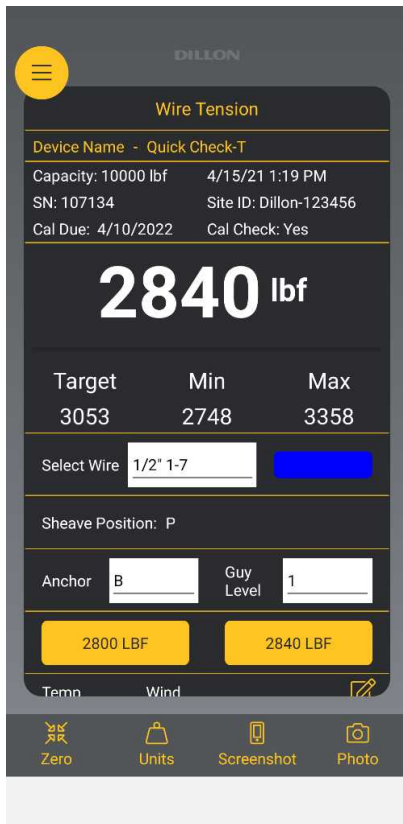 DILLON
Wire Tension
Device Name - Quick Check-T
Capacity: 10000 lbf 4/15/21 1:19 PM
SN: 107134 Site ID: Dillon-123456
Cal Due: 4/10/2022 Cal Check: Yes
2840 lbf
Target Min Max
3053 2748 3358
Select Wire 1/2" 1-7
Sheave Position: P
Anchor B Guy Level 1
2800 LBF 2840 LBF
Temp Wind
Zero Units Screenshot Photo